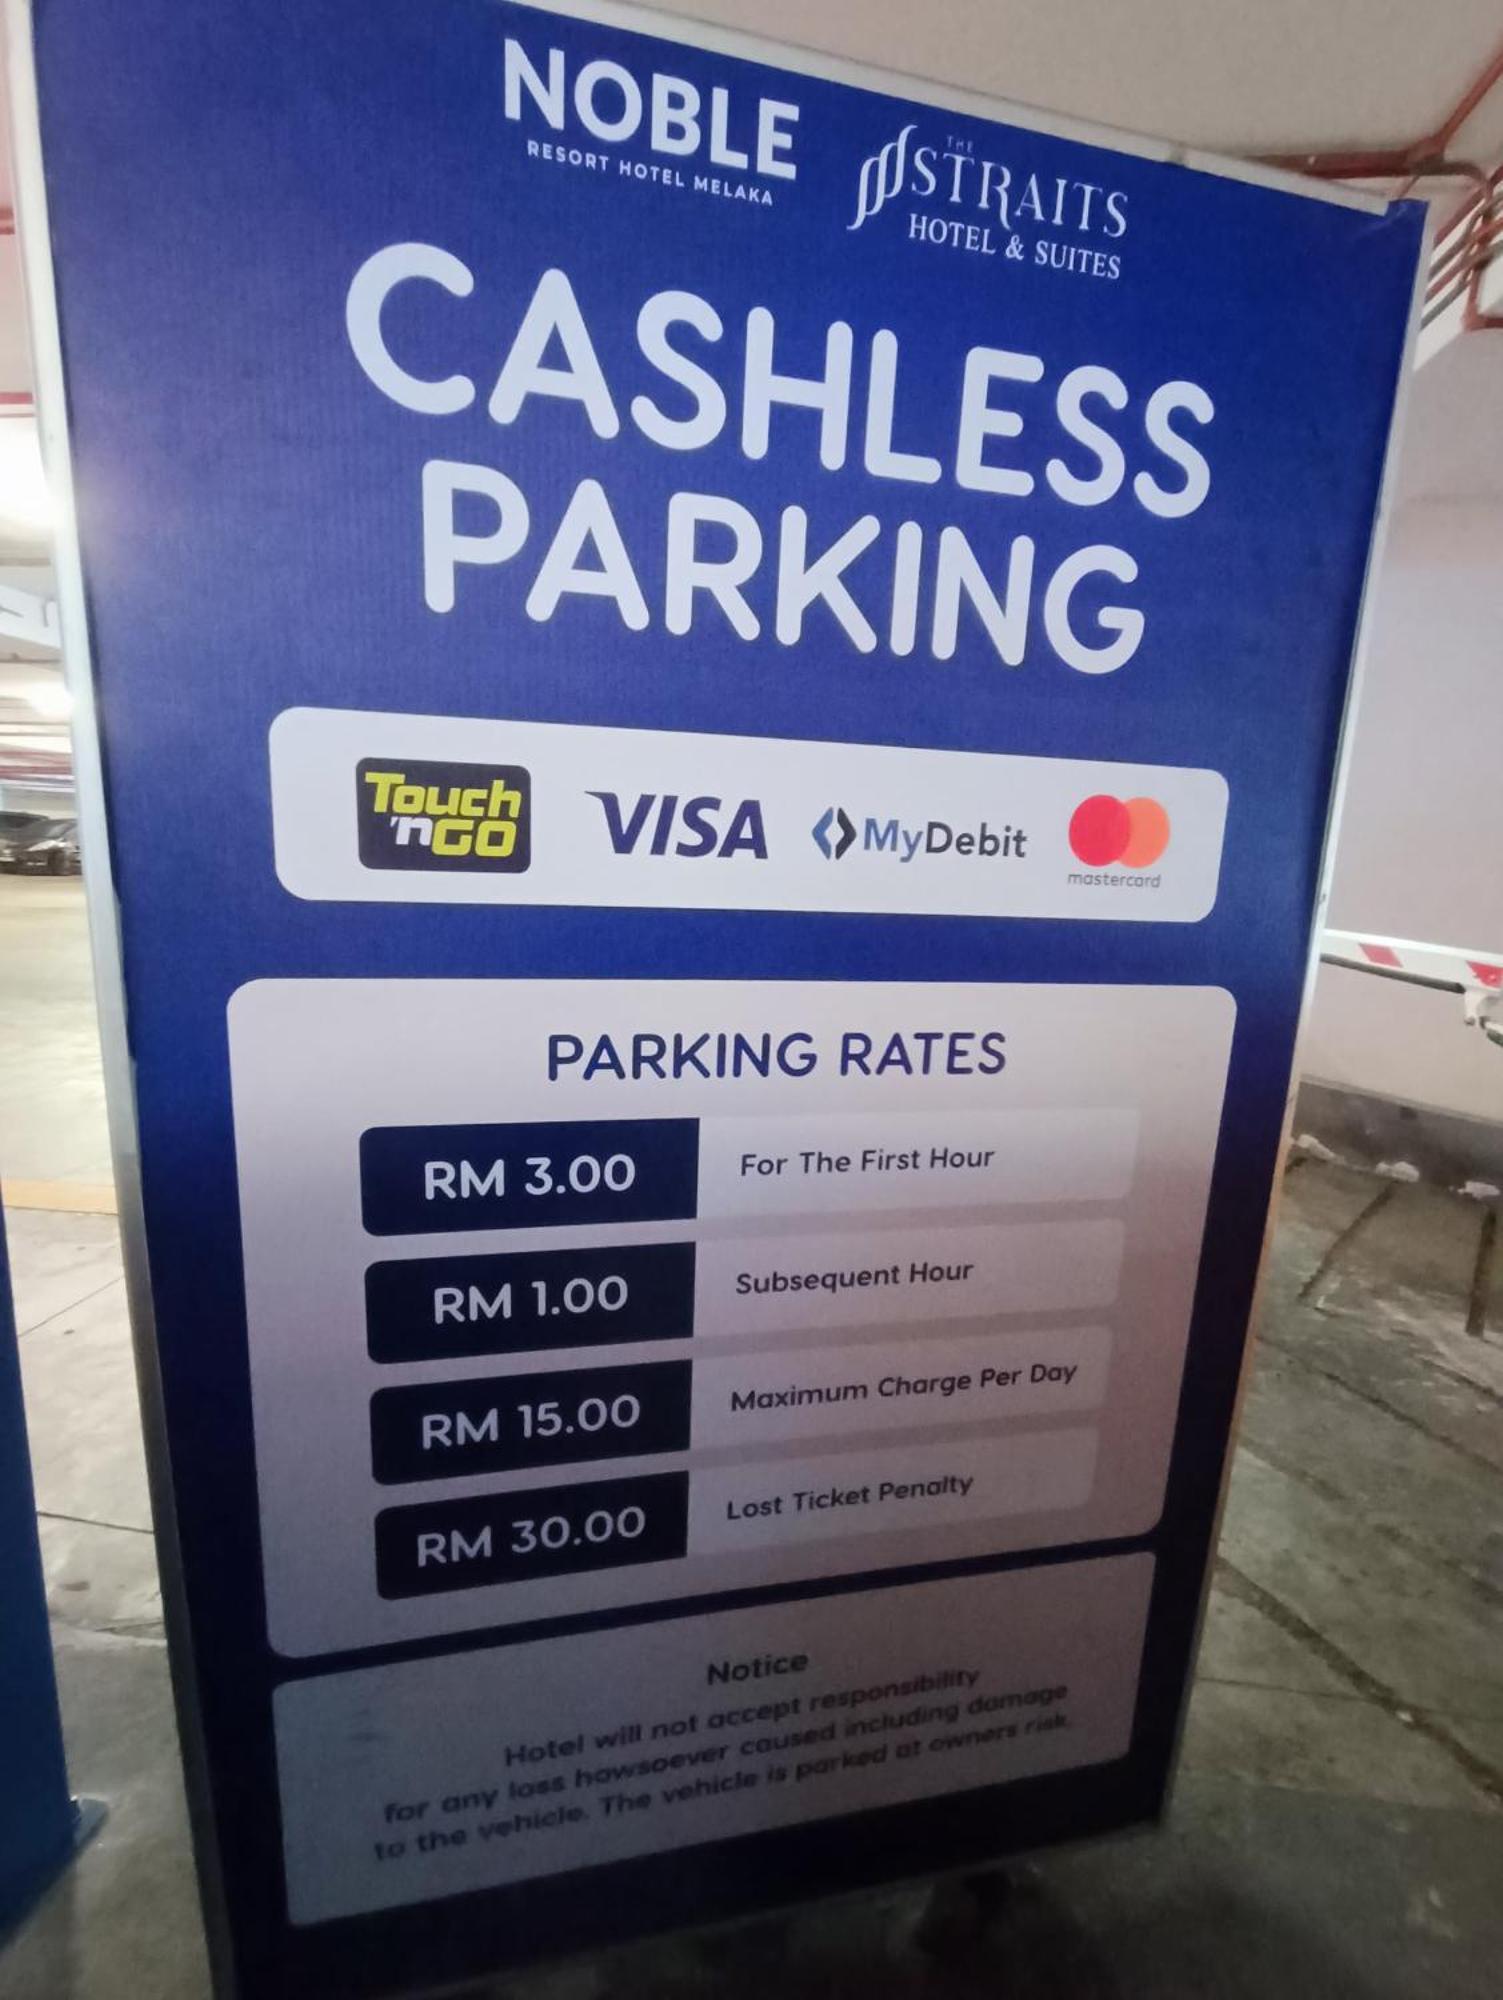 NOBLE
RESORT HOTEL MELAKA
THE
STRAITS
HOTEL & SUITES
CASHLESS
PARKING
Touch
'nGO
VISA
MyDebit
mastercard
PARKING RATES
RM 3.00 For The First Hour
RM 1.00 Subsequent Hour
RM 15.00 Maximum Charge Per Day
RM 30.00 Lost Ticket Penalty
Notice
Hotel will not accept responsibility
for any loss howsoever caused including damage
to the vehicle. The vehicle is parked at owners risk.